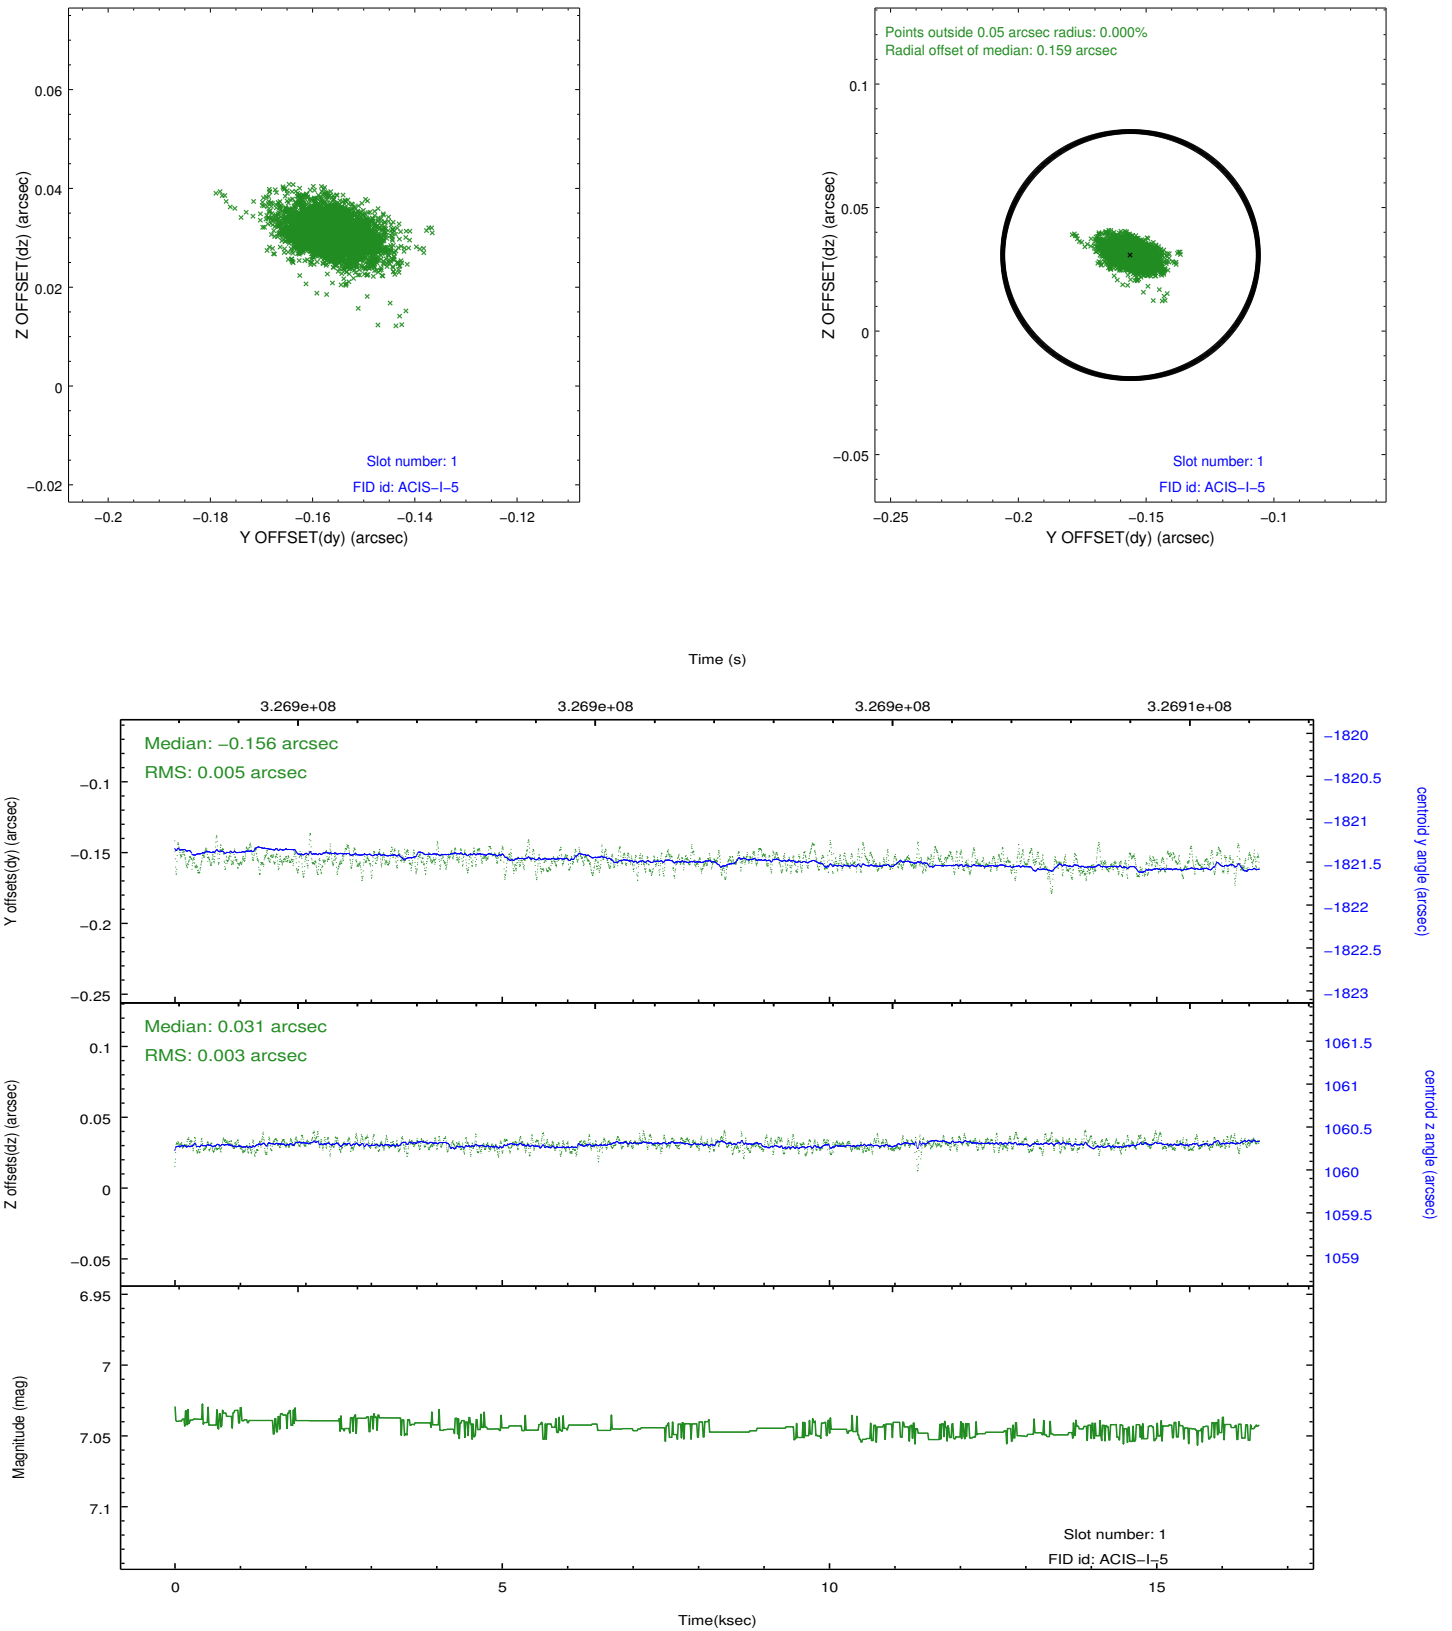 0.06
0.04
0.02
0
−0.02
Z OFFSET(dz) (arcsec)
Slot number: 1
FID id: ACIS−I−5
−0.2
−0.18
−0.16
−0.14
−0.12
Y OFFSET(dy) (arcsec)
Points outside 0.05 arcsec radius: 0.000%
Radial offset of median: 0.159 arcsec
0.1
0.05
0
−0.05
Z OFFSET(dz) (arcsec)
Slot number: 1
FID id: ACIS−I−5
−0.25
−0.2
−0.15
−0.1
Y OFFSET(dy) (arcsec)
Time (s)
3.269e+08
3.269e+08
3.269e+08
3.2691e+08
Median: −0.156 arcsec
RMS: 0.005 arcsec
−0.1
−0.15
−0.2
−0.25
Y offsets(dy) (arcsec)
−1820
−1820.5
−1821
−1821.5
−1822
−1822.5
−1823
centroid y angle (arcsec)
Median: 0.031 arcsec
RMS: 0.003 arcsec
0.1
0.05
0
−0.05
Z offsets(dz) (arcsec)
1061.5
1061
1060.5
1060
1059.5
1059
centroid z angle (arcsec)
6.95
7
7.05
7.1
Magnitude (mag)
Slot number: 1
FID id: ACIS−I−5
0
5
10
15
Time(ksec)